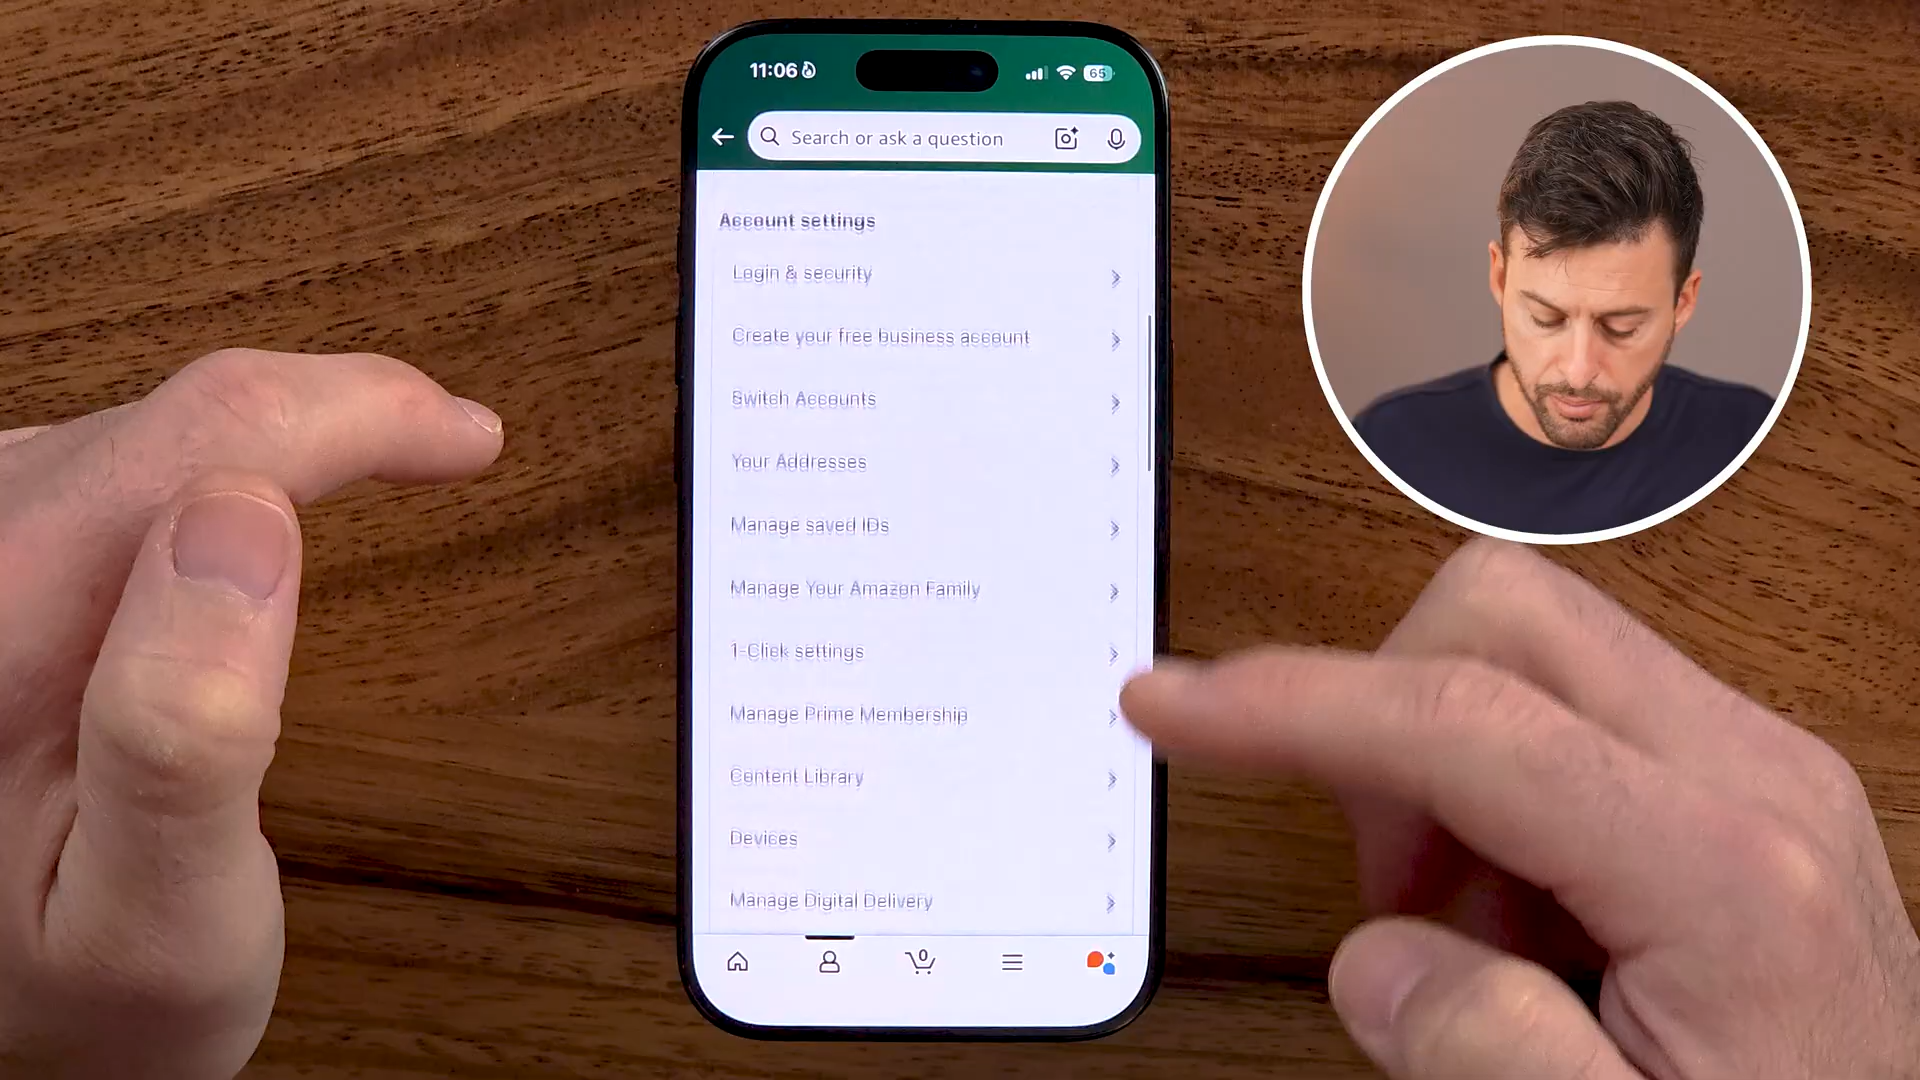 11:06
65
Search or ask a question
Account settings
Login & security
Create your free business account
Switch Accounts
Your Addresses
Manage saved IDs
Manage Your Amazon Family
1-Click settings
Manage Prime Membership
Content Library
Devices
Manage Digital Delivery
0